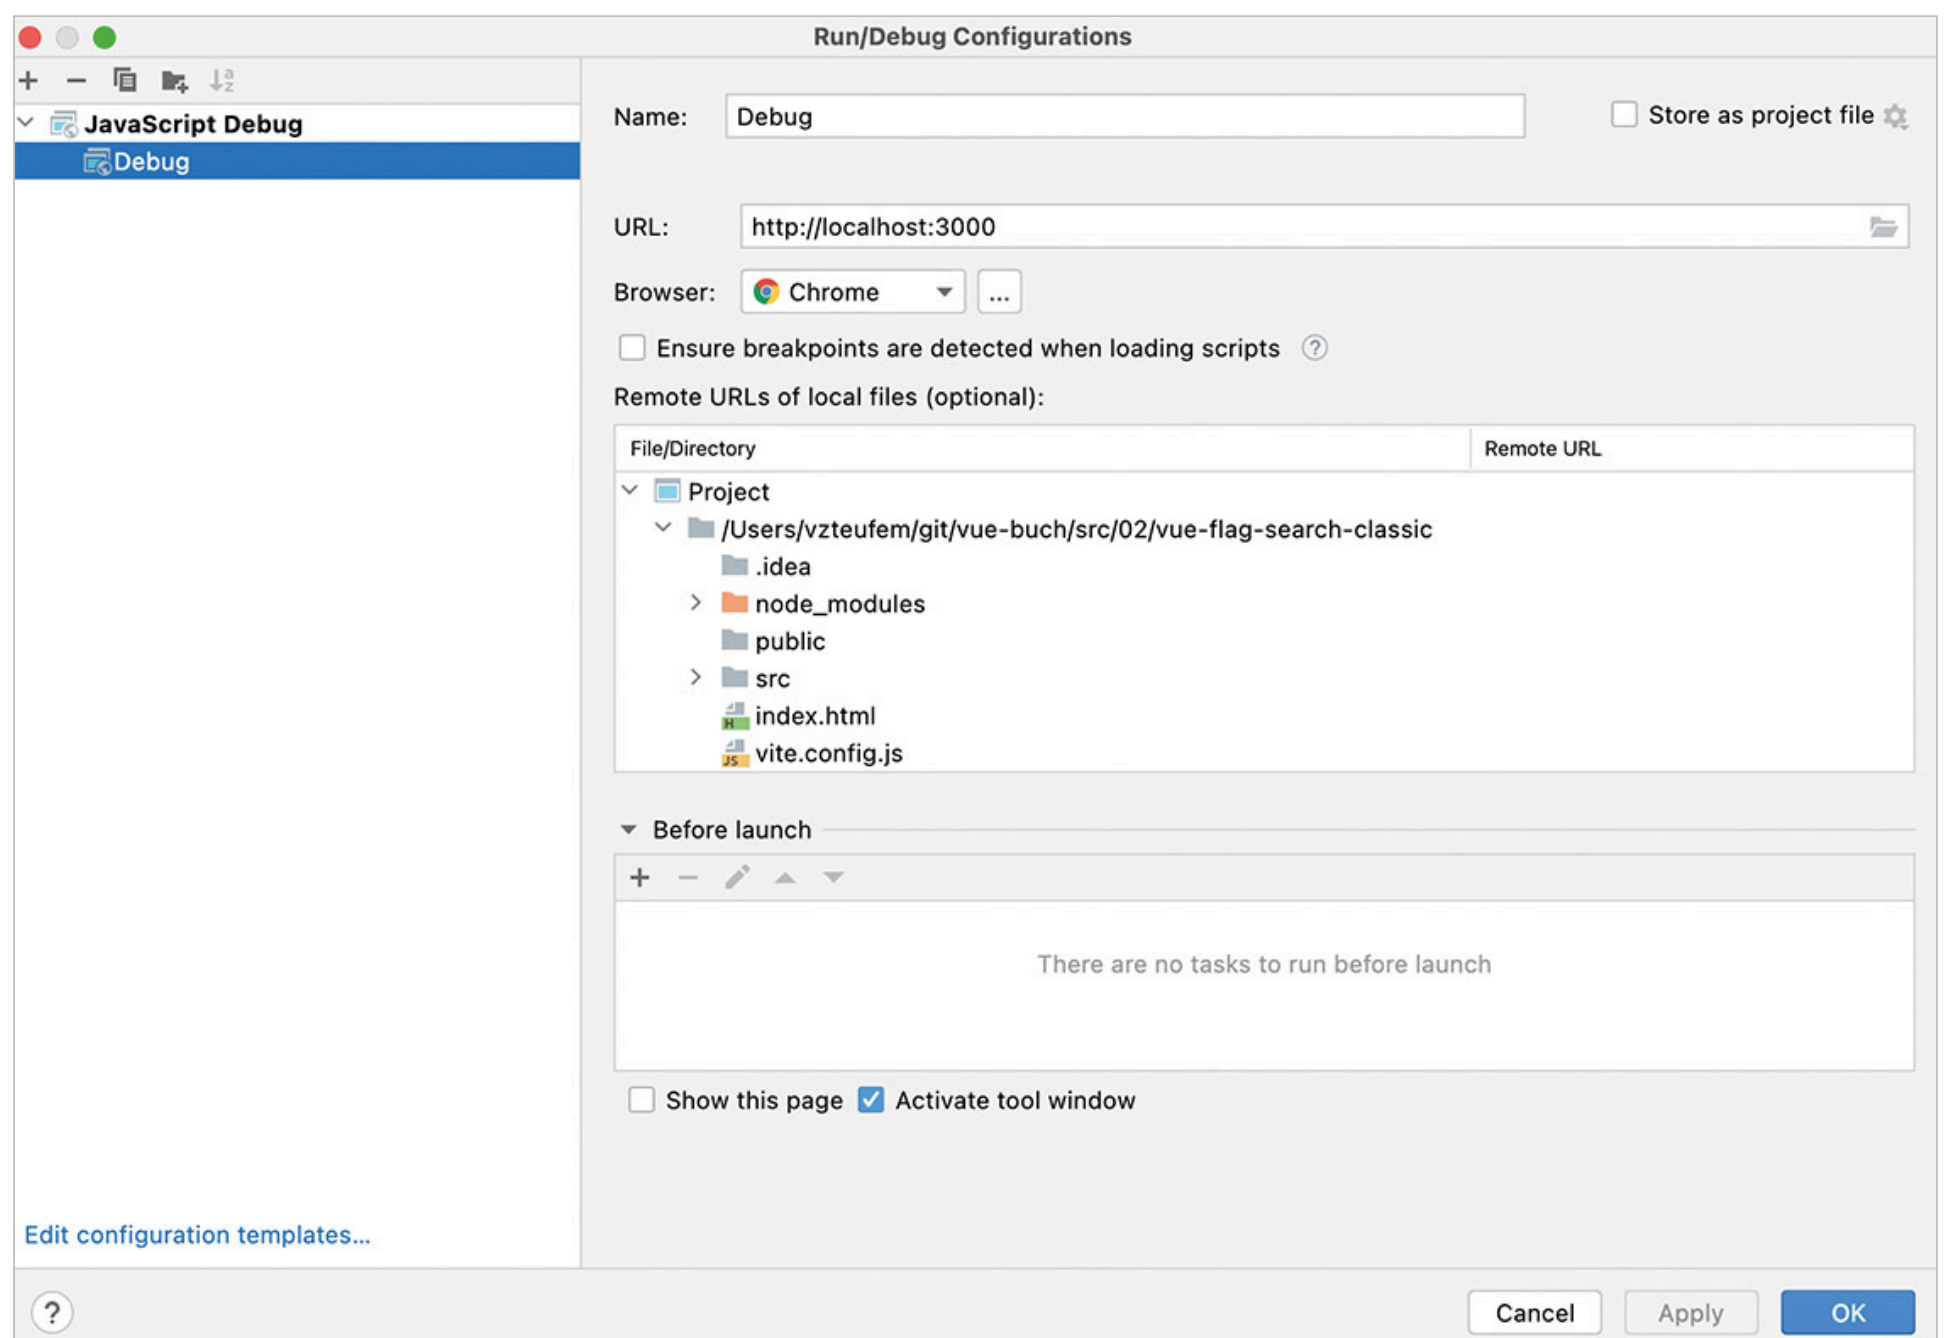 Run/Debug Configurations
JavaScript Debug
Debug
Edit configuration templates...
Name: Debug Store as project file
URL: http://localhost:3000
Browser: Chrome ...
Ensure breakpoints are detected when loading scripts ?
Remote URLs of local files (optional):
File/Directory Remote URL
Project
/Users/vzteufem/git/vue-buch/src/02/vue-flag-search-classic
.idea
node_modules
public
src
H index.html
JS vite.config.js
Before launch
There are no tasks to run before launch
Show this page Activate tool window
? Cancel Apply OK